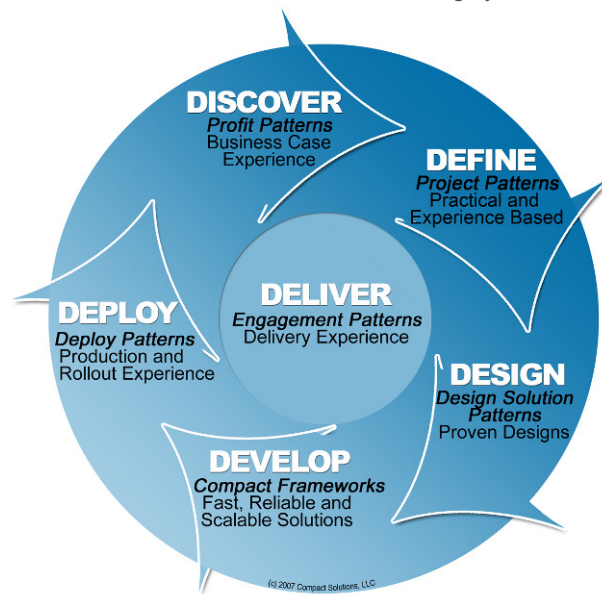 DISCOVER
Profit Patterns
Business Case
Experience
DEFINE
Project Patterns
Practical and
Experience Based
DELIVER
Engagement Patterns
Delivery Experience
DEPLOY
Deploy Patterns
Production and
Rollout Experience
DESIGN
Design Solution
Patterns
Proven Designs
DEVELOP
Compact Frameworks
Fast, Reliable and
Scalable Solutions
(c) 2007 Compact Solutions, LLC